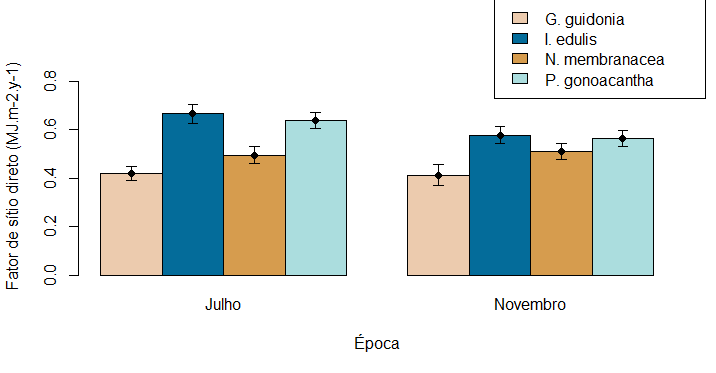 G. guidonia
I. edulis
N. membranacea
P. gonoacantha
Fator de sítio direto (MJ.m-2.y-1)
0.8
0.6
0.4
0.2
0.0
Julho
Novembro
Época